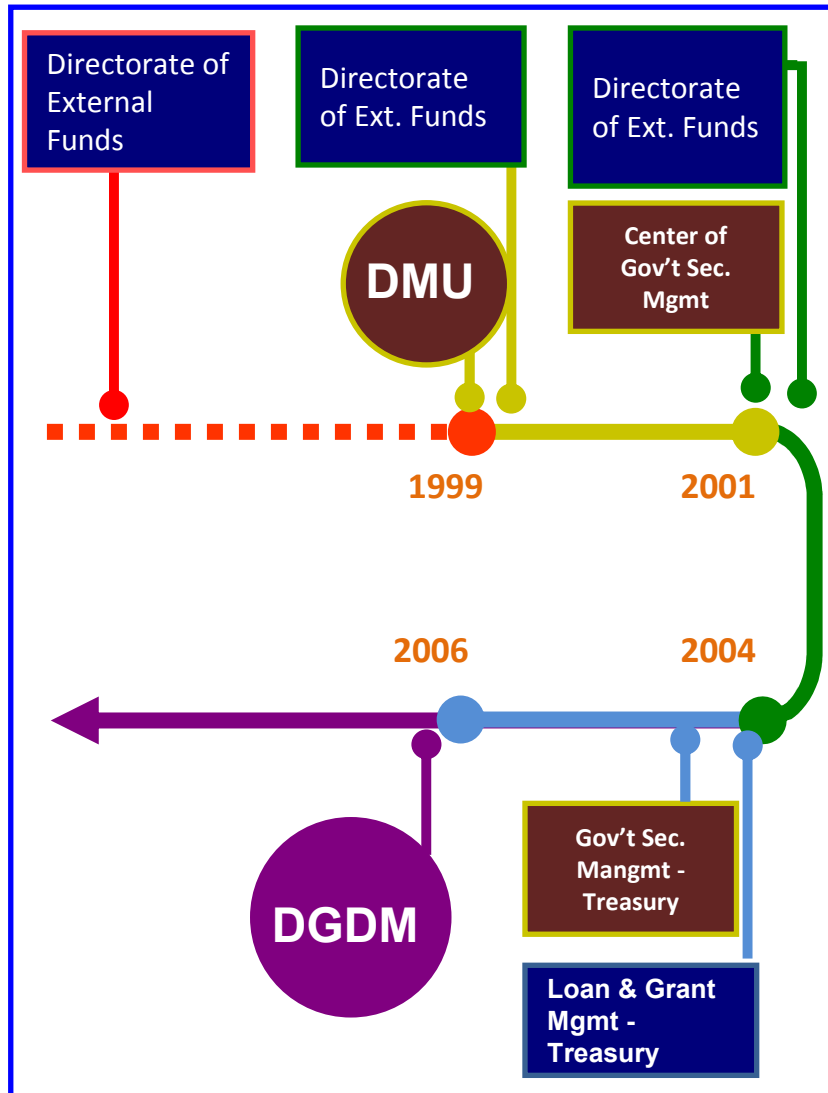 Directorate of
External
Funds
Directorate
of Ext. Funds
Directorate
of Ext. Funds
DMU
Center of
Gov’t Sec.
Mgmt
1999
2001
2006
2004
DGDM
Gov’t Sec.
Mangmt -
Treasury
Loan & Grant
Mgmt -
Treasury